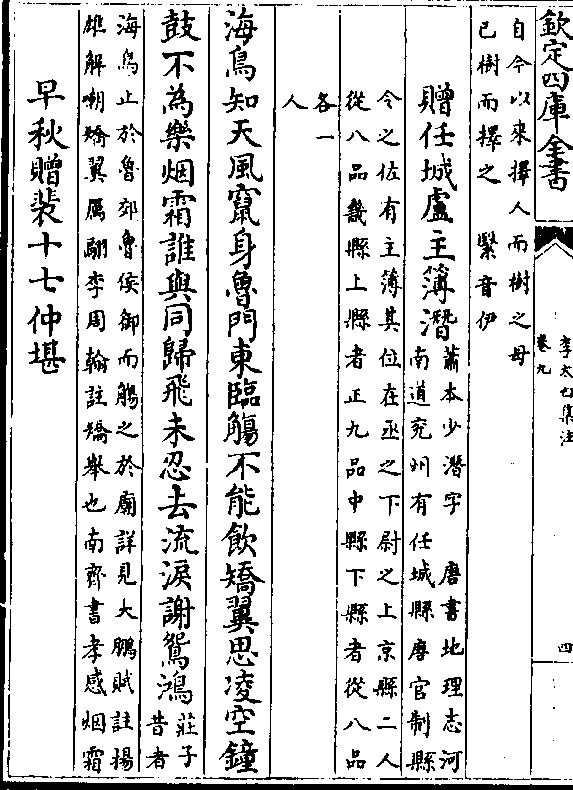 欽定四庫全書
李太白集注
卷九
四
自今以來擇人而樹之毋
已樹而擇之　繄音伊
贈任城盧主簿潛
蕭本少潛字　唐書地理志河
南道兖州有任城縣唐官制縣
令之佐有主簿其位在丞之下尉之上京縣二人
從八品畿縣上縣者正九品中縣下縣者從八品
各一
人
海鳥知天風竄身魯門東臨觴不能飲矯翼思凌空鐘
鼓不為樂烟霜誰與同歸飛未忍去流淚謝鴛鴻
莊子
昔者
海鳥止於魯郊魯侯御而觴之於廟詳見大鵬賦註揚
雄解嘲矯翼厲翮李周翰註矯舉也南齊書孝感烟霜
早秋贈裴十七仲堪